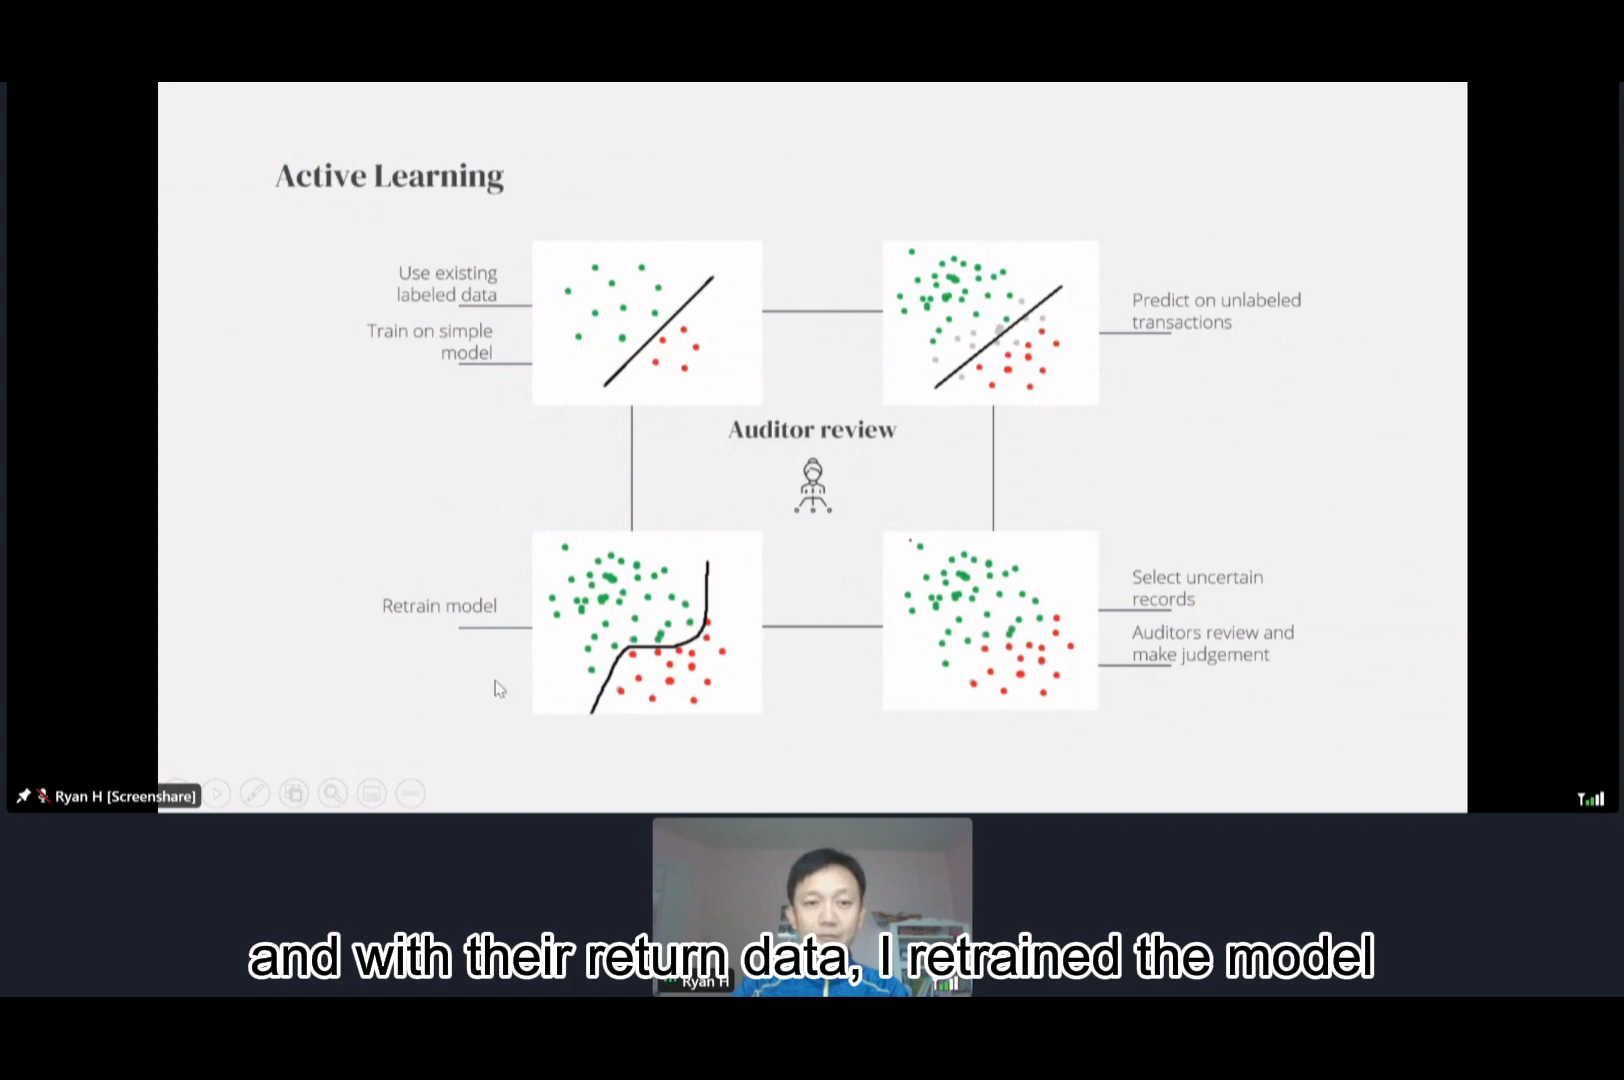 Active Learning
Use existing
labeled data
Train on simple
model
Predict on unlabeled
transactions
Auditor review
Retrain model
Select uncertain
records
Auditors review and
make judgement
Ryan H [Screenshare]
and with their return data, I retrained the model
Ryan H